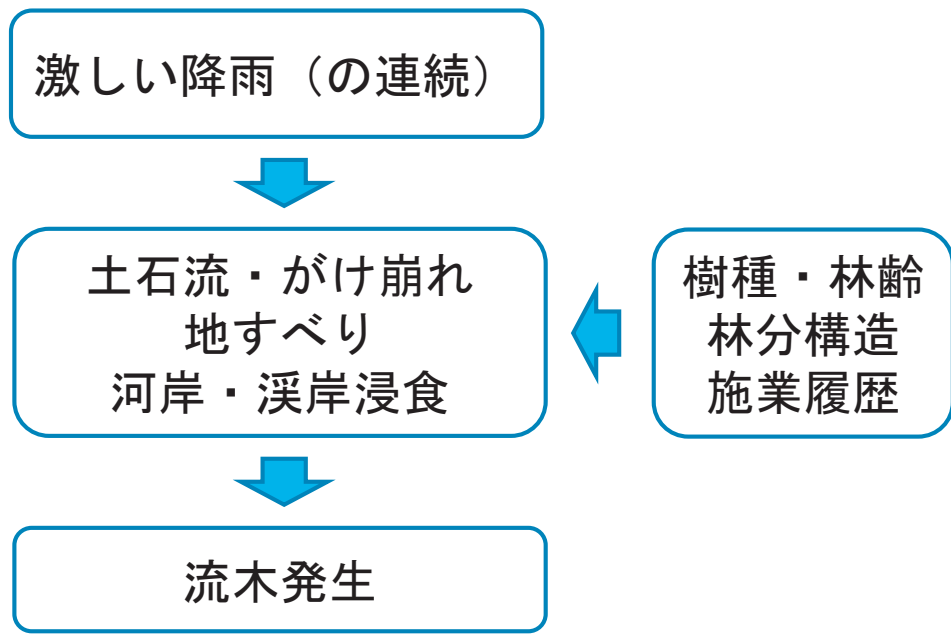 激しい降雨（の連続）
土石流・がけ崩れ
地すべり
河岸・渓岸浸食
樹種・林齢
林分構造
施業履歴
流木発生